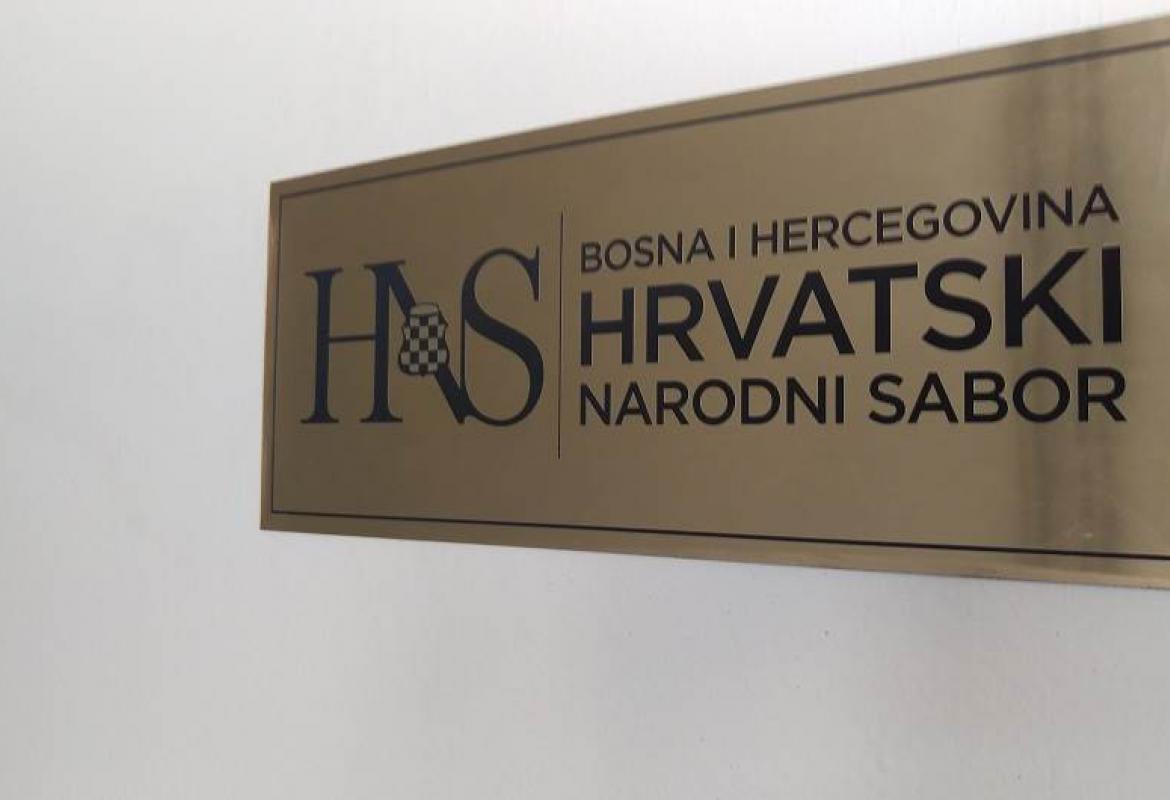 HNS
BOSNA I HERCEGOVINA
HRVATSKI
NARODNI SABOR